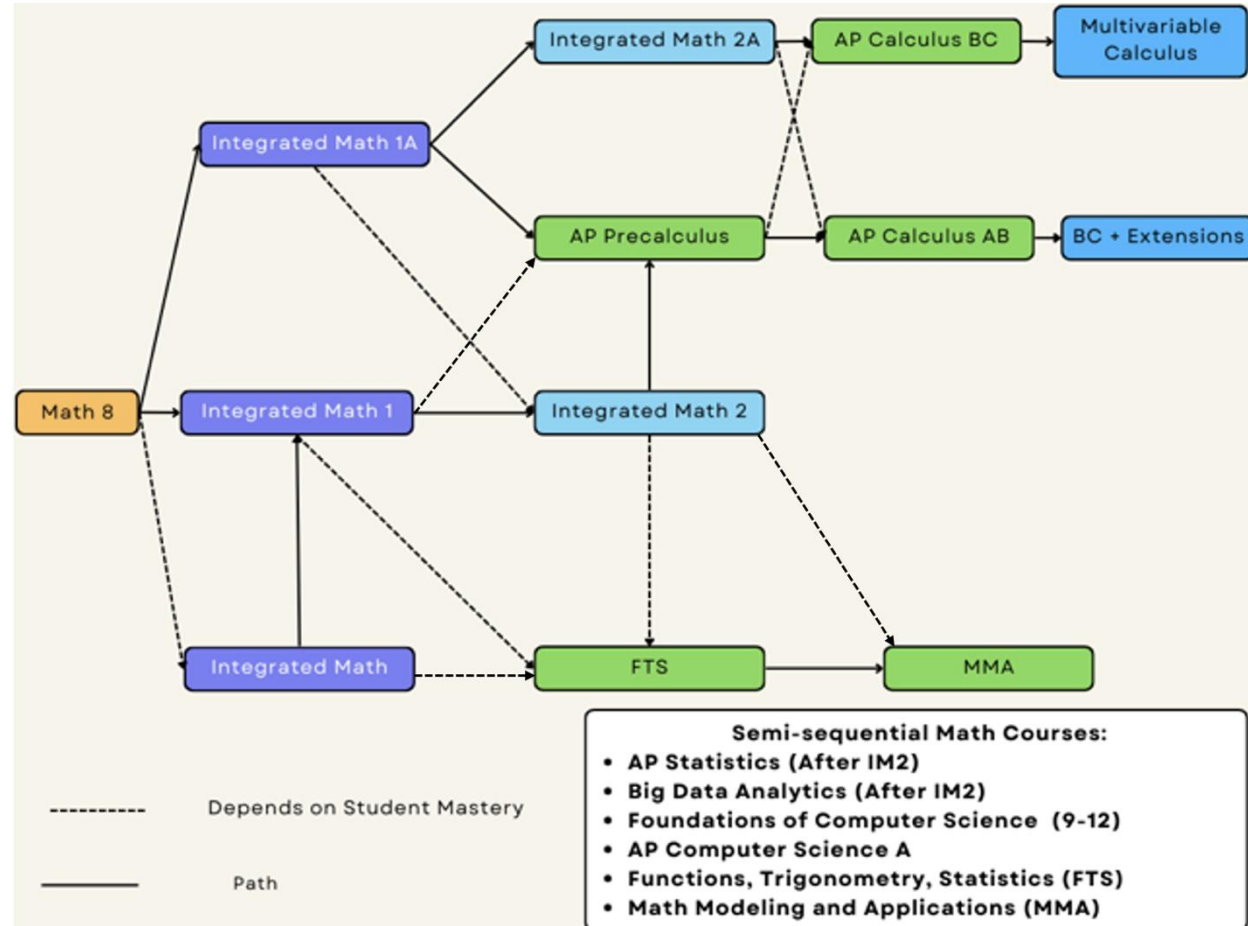 Integrated Math 2A
AP Calculus BC
Multivariable
Calculus
Integrated Math 1A
AP Precalculus
AP Calculus AB
BC + Extensions
Math 8
Integrated Math 1
Integrated Math 2
Integrated Math
FTS
MMA
Semi-sequential Math Courses:
• AP Statistics (After IM2)
• Big Data Analytics (After IM2)
• Foundations of Computer Science (9-12)
• AP Computer Science A
• Functions, Trigonometry, Statistics (FTS)
• Math Modeling and Applications (MMA)
Depends on Student Mastery
Path